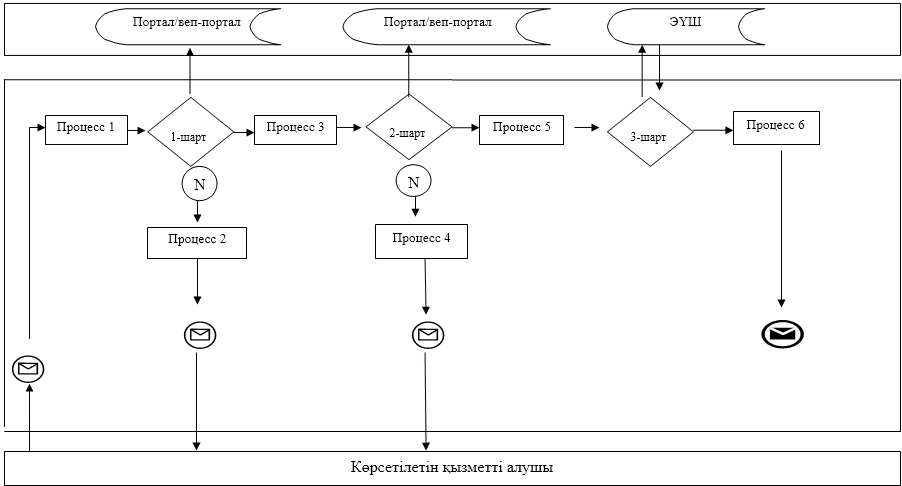 Портал/веп-портал
Портал/веп-портал
ЭҮШ
Процесс 1
1-шарт
Процесс 3
2-шарт
Процесс 5
3-шарт
Процесс 6
N
N
Процесс 2
Процесс 4
Көрсетілетін қызметті алушы